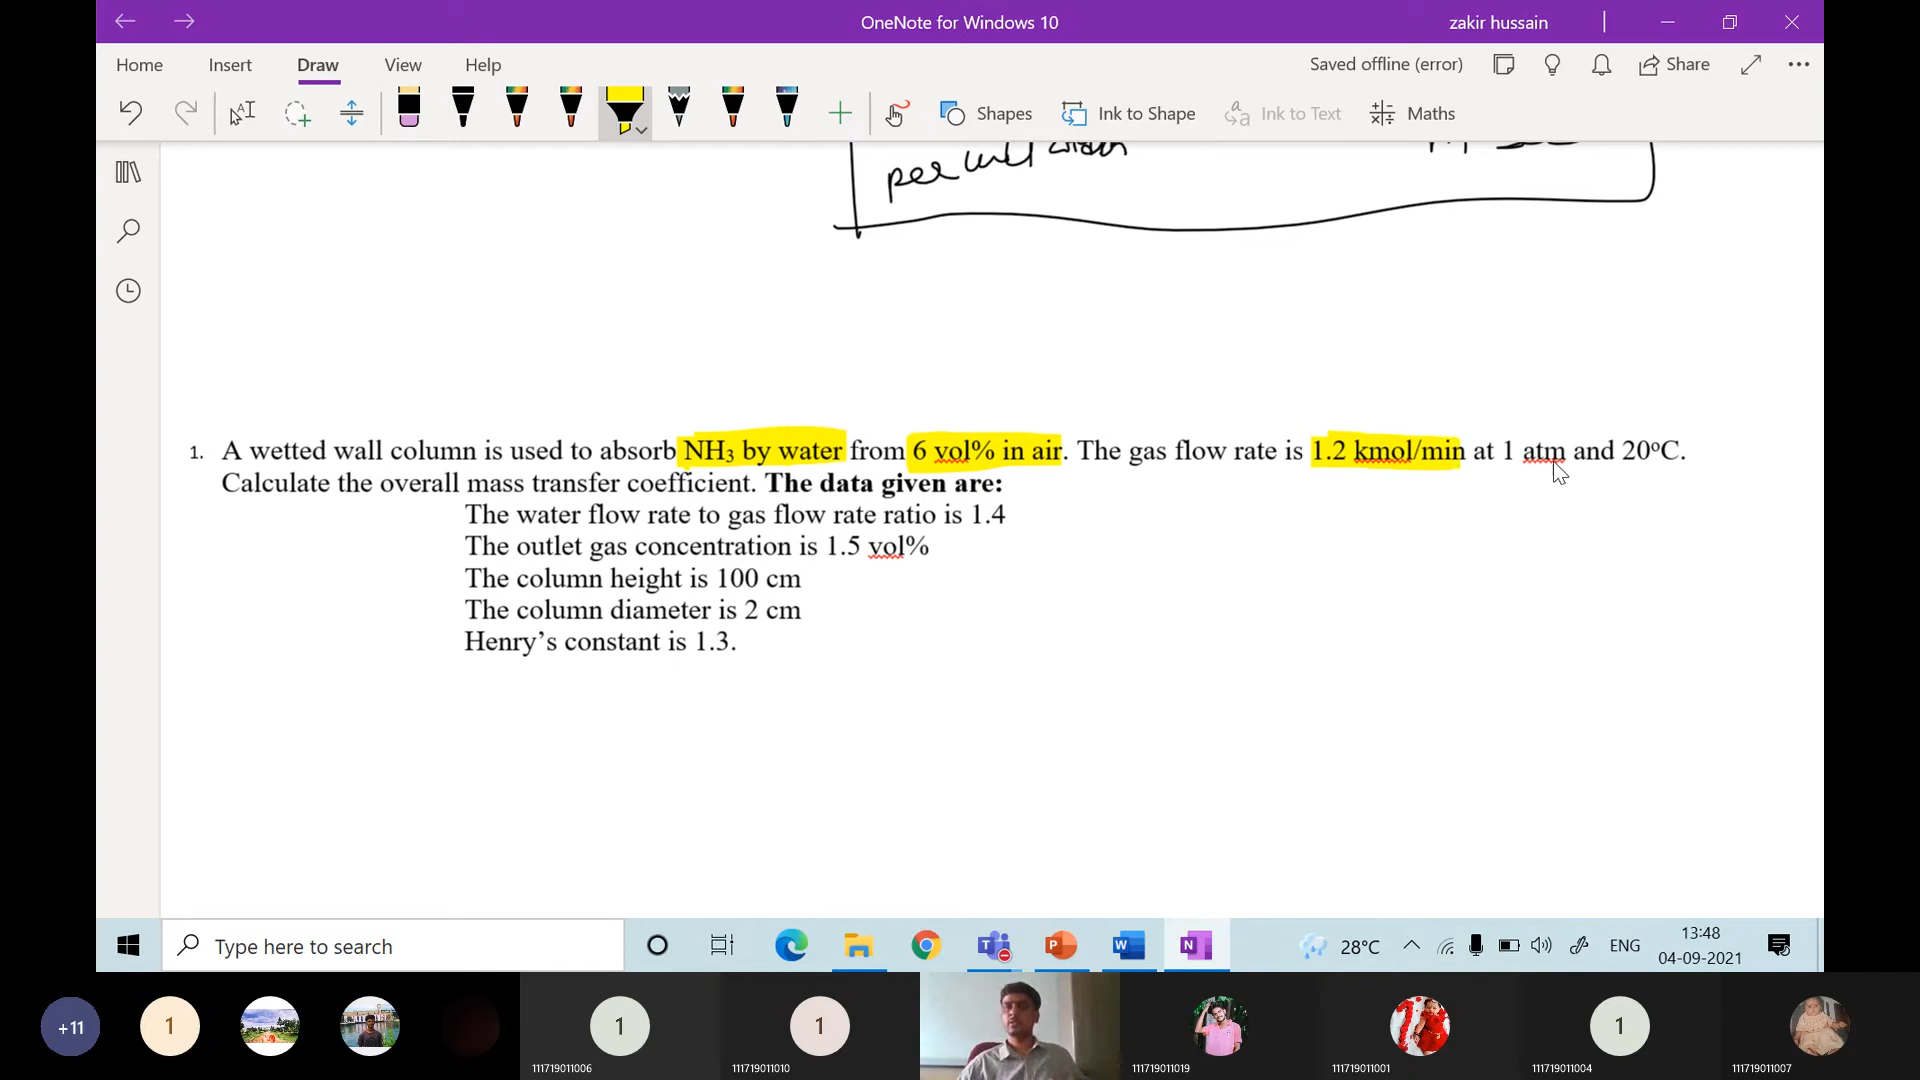 OneNote for Windows 10
zakir hussain
Home Insert Draw View Help
Saved offline (error)
Share
Shapes
Ink to Shape
Ink to Text
Maths
per
1. A wetted wall column is used to absorb NH₃ by water from 6 vol% in air. The gas flow rate is 1.2 kmol/min at 1 atm and 20ᵒC.
Calculate the overall mass transfer coefficient. The data given are:
The water flow rate to gas flow rate ratio is 1.4
The outlet gas concentration is 1.5 vol%
The column height is 100 cm
The column diameter is 2 cm
Henry’s constant is 1.3.
Type here to search
28°C
ENG
13:48
04-09-2021
+11
1
1
1
1
111719011006
111719011010
111719011019
111719011001
111719011004
111719011007